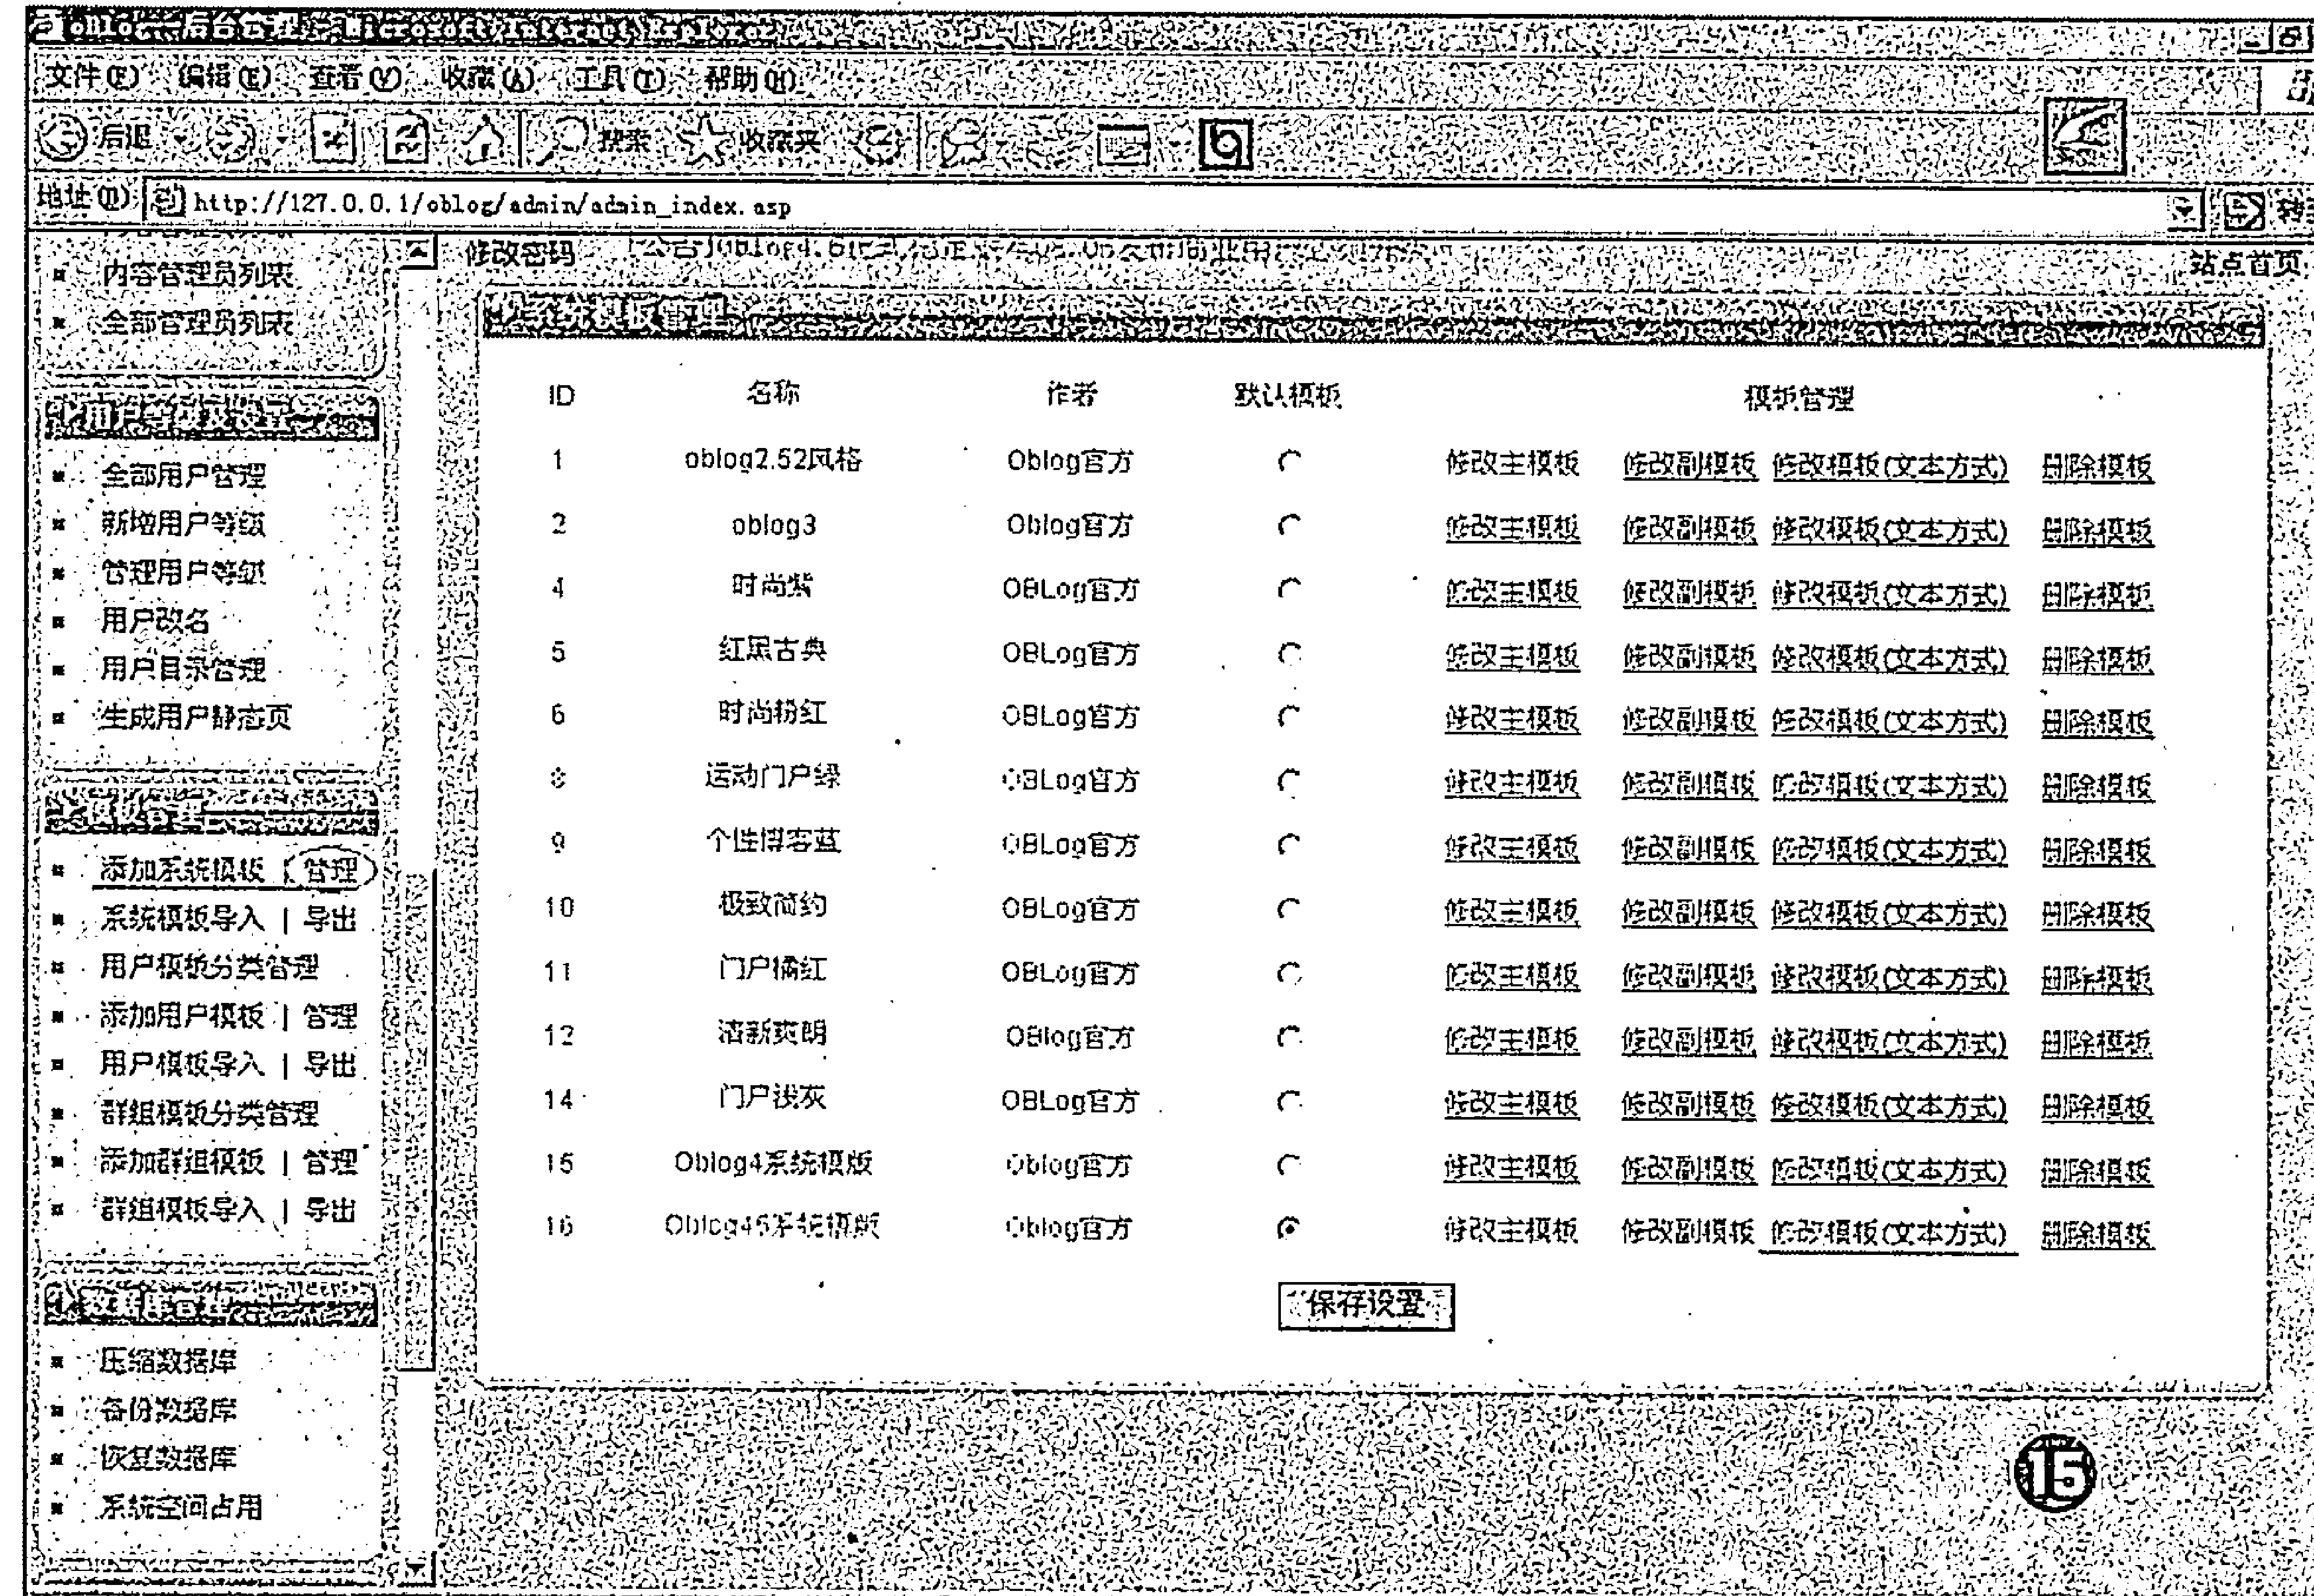 oblog--后台管理 - Microsoft Internet Explorer
文件(F) 编辑(E) 查看(V) 收藏(A) 工具(T) 帮助(H)
后退 搜索 收藏夹
地址(D) http://127.0.0.1/oblog/admin/admin_index.asp
修改密码
站点首页
内容管理员列表
全部管理员列表
全部用户管理
新增用户等级
管理用户等级
用户改名
用户目录管理
生成用户静态页
模板管理
添加系统模板 管理
系统模板导入 | 导出
用户模板分类管理
添加用户模板 | 管理
用户模板导入 | 导出
群组模板分类管理
添加群组模板 | 管理
群组模板导入 | 导出
数据库管理
压缩数据库
备份数据库
恢复数据库
系统空间占用
系统模板管理
ID 名称 作者 默认模板 模板管理
1 oblog2.52风格 Oblog官方 修改主模板 修改副模板 修改模板(文本方式) 删除模板
2 oblog3 Oblog官方 修改主模板 修改副模板 修改模板(文本方式) 删除模板
4 时尚紫 OBLog官方 修改主模板 修改副模板 修改模板(文本方式) 删除模板
5 红黑古典 OBLog官方 修改主模板 修改副模板 修改模板(文本方式) 删除模板
6 时尚粉红 OBLog官方 修改主模板 修改副模板 修改模板(文本方式) 删除模板
8 运动门户绿 OBLog官方 修改主模板 修改副模板 修改模板(文本方式) 删除模板
9 个性博客蓝 OBLog官方 修改主模板 修改副模板 修改模板(文本方式) 删除模板
10 极致简约 OBLog官方 修改主模板 修改副模板 修改模板(文本方式) 删除模板
11 门户橘红 OBLog官方 修改主模板 修改副模板 修改模板(文本方式) 删除模板
12 清新爽朗 OBlog官方 修改主模板 修改副模板 修改模板(文本方式) 删除模板
14 门户浅灰 OBLog官方 修改主模板 修改副模板 修改模板(文本方式) 删除模板
15 Oblog4系统模版 Oblog官方 修改主模板 修改副模板 修改模板(文本方式) 删除模板
16 Oblog46系统模版 Oblog官方 修改主模板 修改副模板 修改模板(文本方式) 删除模板
保存设置
15